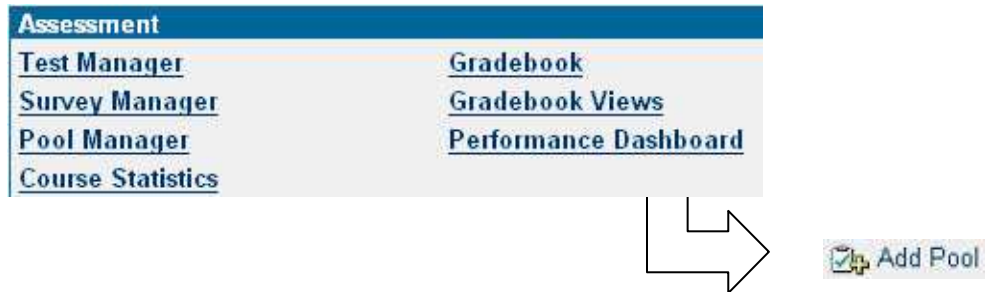 Assessment
Test Manager Gradebook
Survey Manager Gradebook Views
Pool Manager Performance Dashboard
Course Statistics
Add Pool